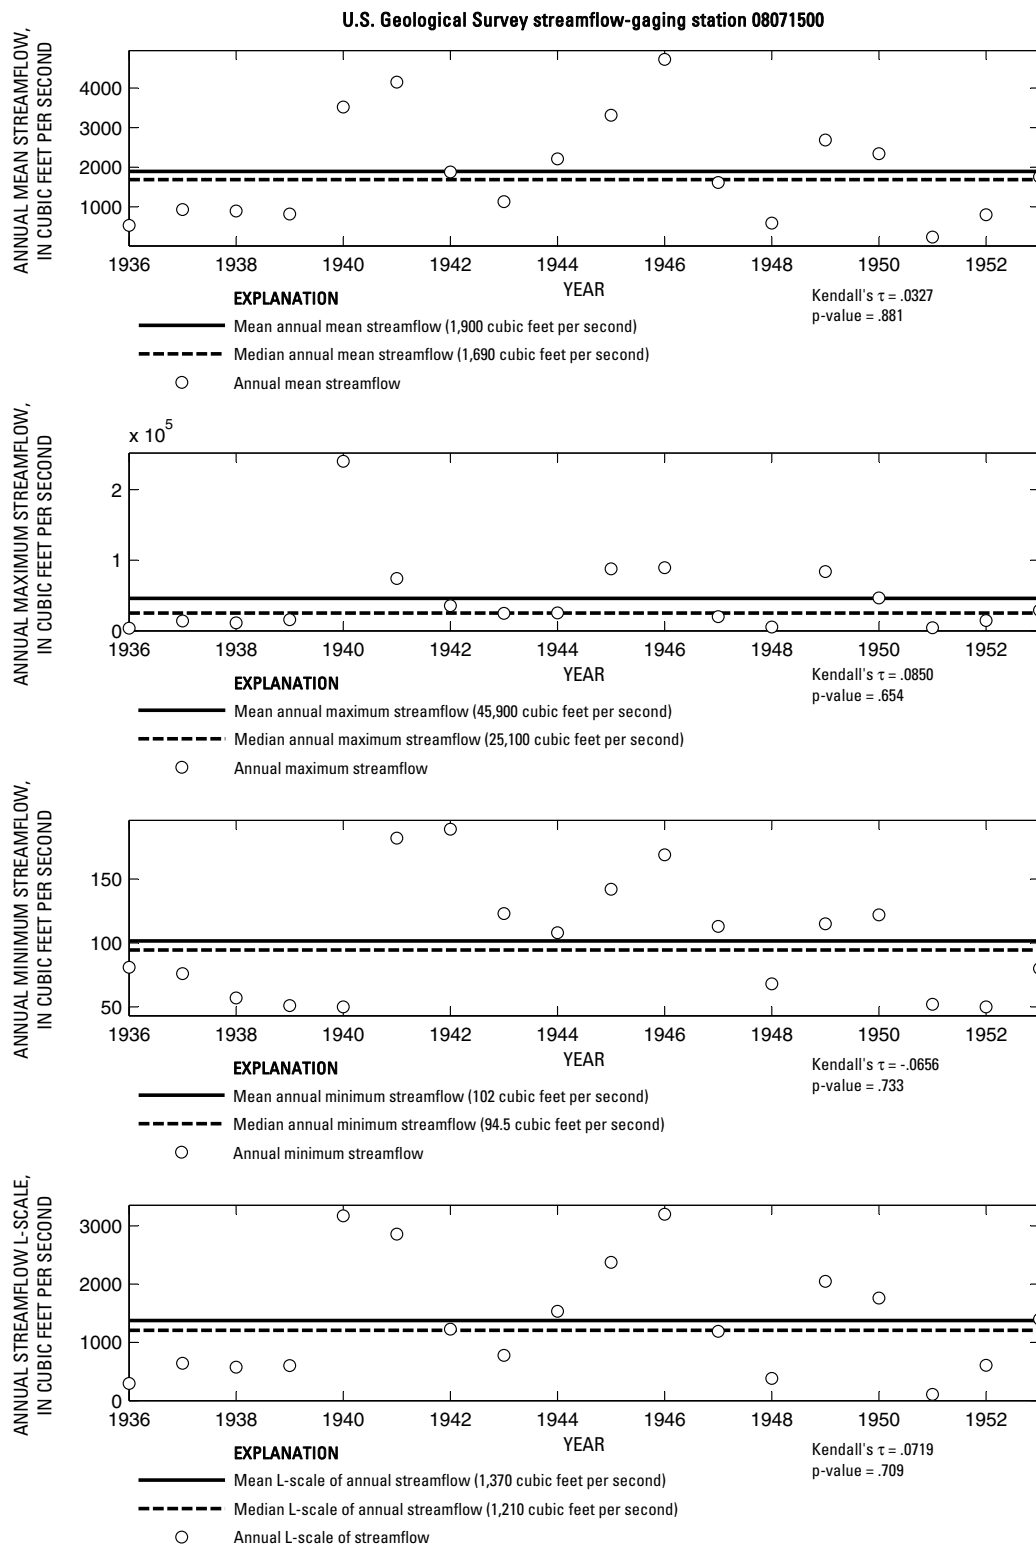 U.S. Geological Survey streamflow-gaging station 08071500
ANNUAL MEAN STREAMFLOW,
IN CUBIC FEET PER SECOND
4000
3000
2000
1000
1936 1938 1940 1942 1944 1946 1948 1950 1952
YEAR
EXPLANATION
Mean annual mean streamflow (1,900 cubic feet per second)
Median annual mean streamflow (1,690 cubic feet per second)
Annual mean streamflow
Kendall's τ = .0327
p-value = .881
ANNUAL MAXIMUM STREAMFLOW,
IN CUBIC FEET PER SECOND
x 10^5
2
1
0
1936 1938 1940 1942 1944 1946 1948 1950 1952
YEAR
EXPLANATION
Mean annual maximum streamflow (45,900 cubic feet per second)
Median annual maximum streamflow (25,100 cubic feet per second)
Annual maximum streamflow
Kendall's τ = .0850
p-value = .654
ANNUAL MINIMUM STREAMFLOW,
IN CUBIC FEET PER SECOND
150
100
50
1936 1938 1940 1942 1944 1946 1948 1950 1952
YEAR
EXPLANATION
Mean annual minimum streamflow (102 cubic feet per second)
Median annual minimum streamflow (94.5 cubic feet per second)
Annual minimum streamflow
Kendall's τ = -.0656
p-value = .733
ANNUAL STREAMFLOW L-SCALE,
IN CUBIC FEET PER SECOND
3000
2000
1000
0
1936 1938 1940 1942 1944 1946 1948 1950 1952
YEAR
EXPLANATION
Mean L-scale of annual streamflow (1,370 cubic feet per second)
Median L-scale of annual streamflow (1,210 cubic feet per second)
Annual L-scale of streamflow
Kendall's τ = .0719
p-value = .709